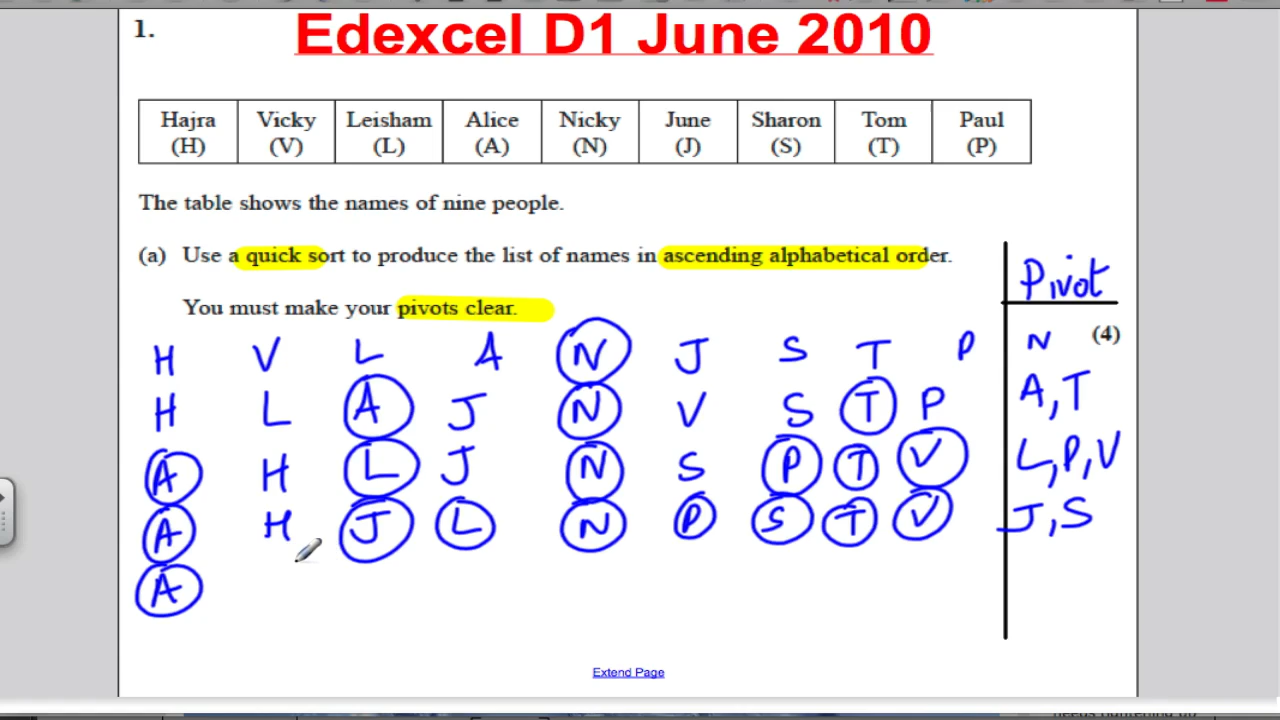 1.
Edexcel D1 June 2010
Hajra Vicky Leisham Alice Nicky June Sharon Tom Paul
(H) (V) (L) (A) (N) (J) (S) (T) (P)
The table shows the names of nine people.
(a) Use a quick sort to produce the list of names in ascending alphabetical order.
Pivot
You must make your pivots clear.
(4)
H V L A N J S T P N
H L A J N V S T P A, T
A H L J N S P T V L, P, V
A H J L N P S T V J, S
A
Extend Page